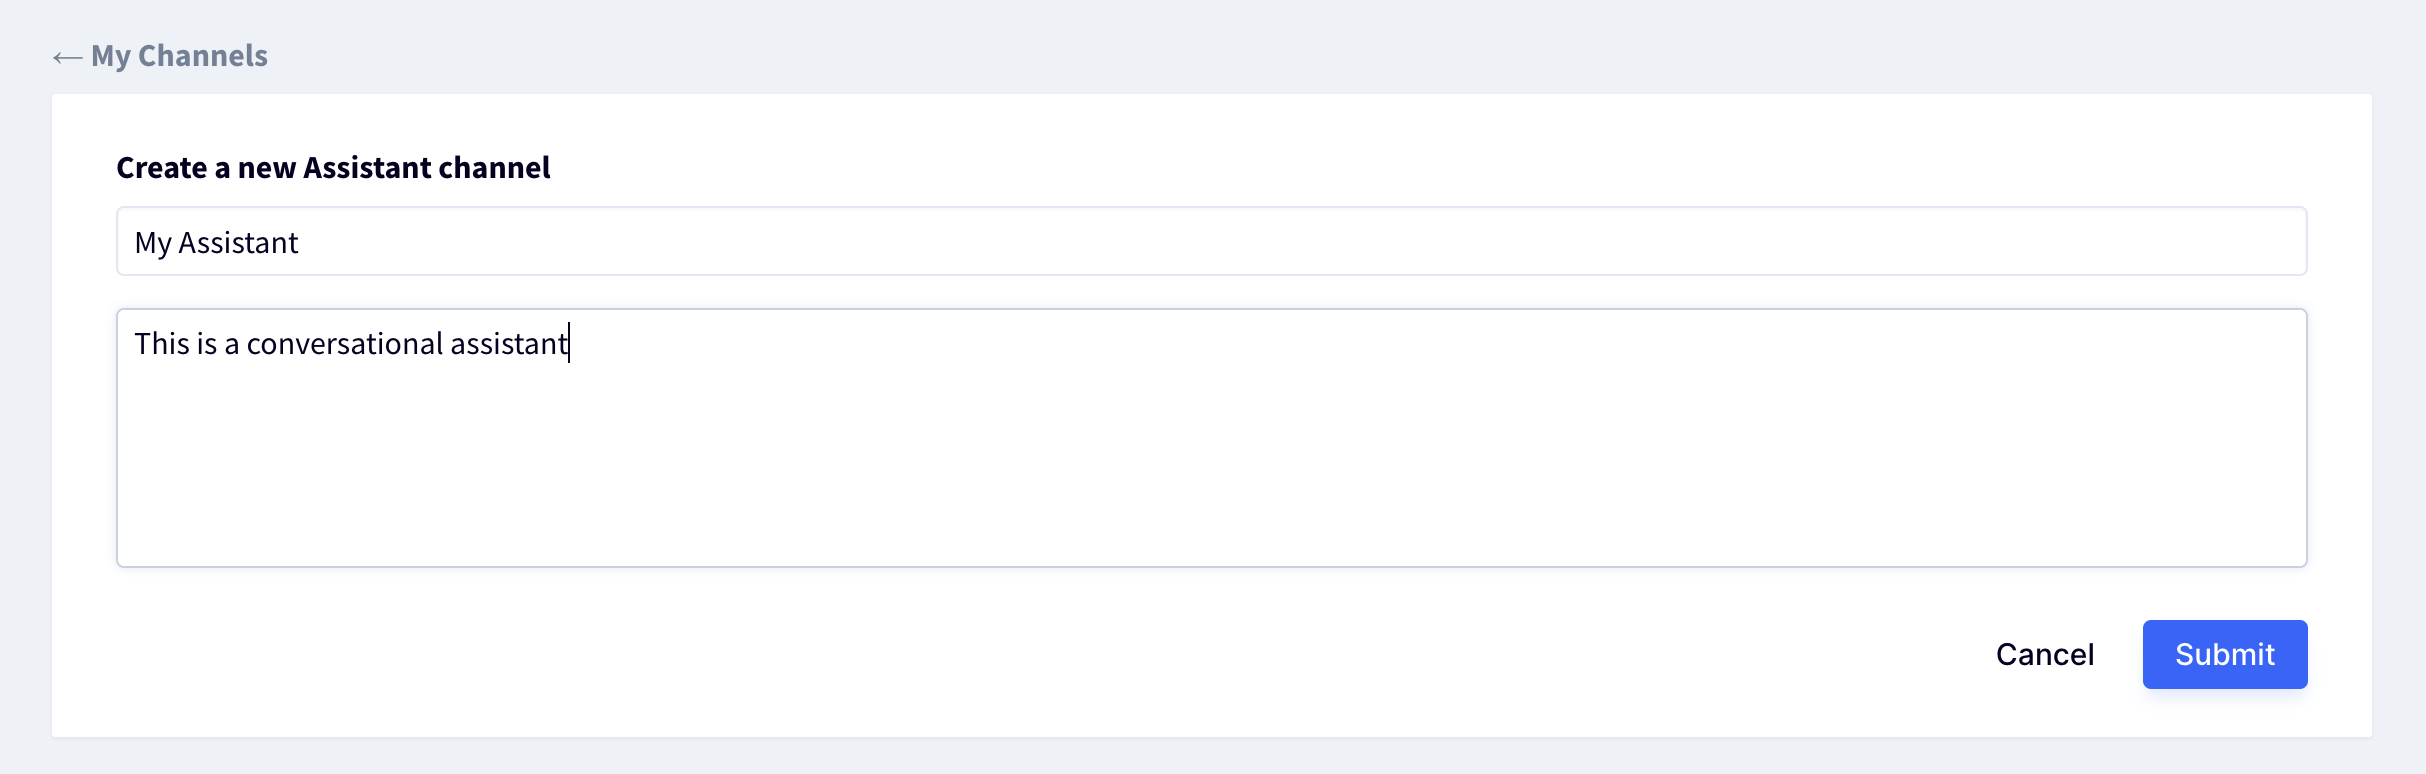 ← My Channels
Create a new Assistant channel
My Assistant
This is a conversational assistant
Cancel
Submit